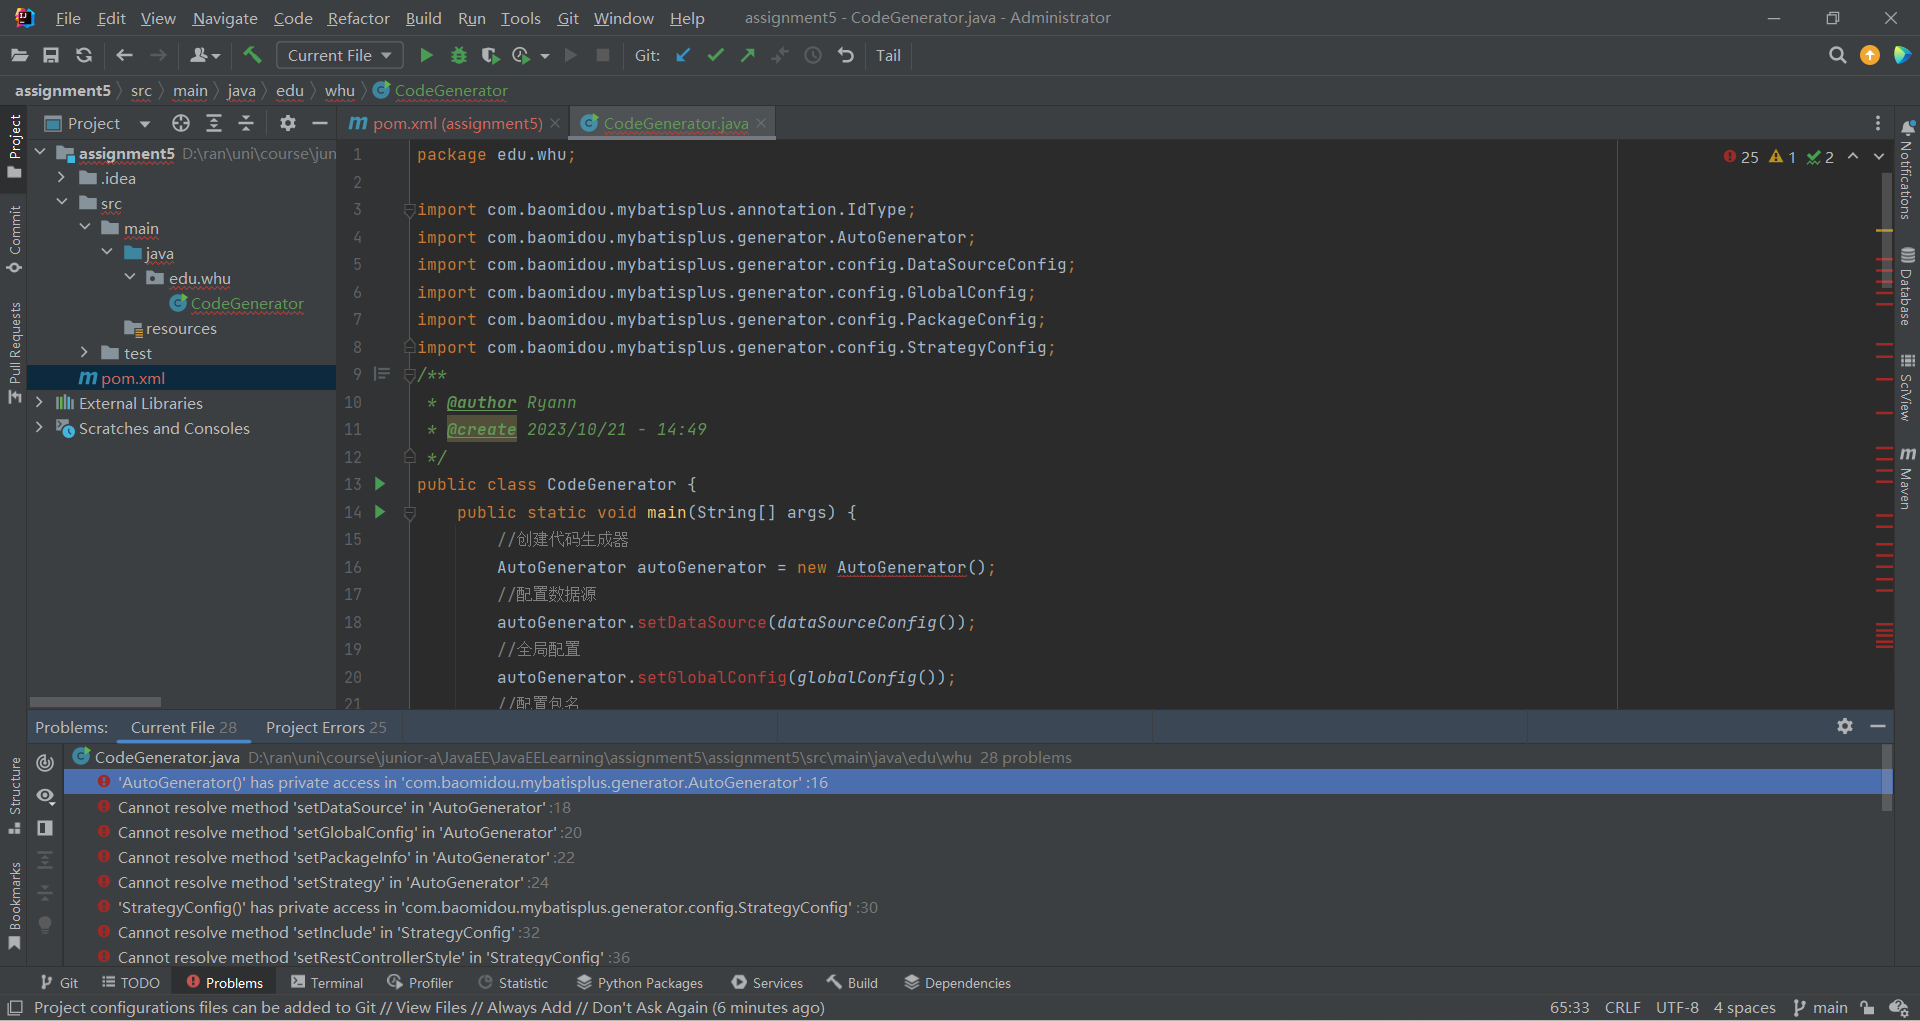 File Edit View Navigate Code Refactor Build Run Tools Git Window Help assignment5 - CodeGenerator.java - Administrator
Current File Git: Tail
assignment5 src main java edu whu CodeGenerator
Project pom.xml (assignment5) CodeGenerator.java
assignment5 D:\ran\uni\course\jun
.idea
src
main
java
edu.whu
CodeGenerator
resources
test
pom.xml
External Libraries
Scratches and Consoles
Project
Commit
Pull Requests
Structure
Bookmarks
25 1 2
1 package edu.whu;
2
3 import com.baomidou.mybatisplus.annotation.IdType;
4 import com.baomidou.mybatisplus.generator.AutoGenerator;
5 import com.baomidou.mybatisplus.generator.config.DataSourceConfig;
6 import com.baomidou.mybatisplus.generator.config.GlobalConfig;
7 import com.baomidou.mybatisplus.generator.config.PackageConfig;
8 import com.baomidou.mybatisplus.generator.config.StrategyConfig;
9 /**
10 * @author Ryann
11 * @create 2023/10/21 - 14:49
12 */
13 public class CodeGenerator {
14 public static void main(String[] args) {
15 //创建代码生成器
16 AutoGenerator autoGenerator = new AutoGenerator();
17 //配置数据源
18 autoGenerator.setDataSource(dataSourceConfig());
19 //全局配置
20 autoGenerator.setGlobalConfig(globalConfig());
21 //配置包名
Notifications
Database
SciView
Maven
Problems: Current File 28 Project Errors 25
CodeGenerator.java D:\ran\uni\course\junior-a\JavaEE\JavaEELearning\assignment5\assignment5\src\main\java\edu\whu 28 problems
'AutoGenerator()' has private access in 'com.baomidou.mybatisplus.generator.AutoGenerator' :16
Cannot resolve method 'setDataSource' in 'AutoGenerator' :18
Cannot resolve method 'setGlobalConfig' in 'AutoGenerator' :20
Cannot resolve method 'setPackageInfo' in 'AutoGenerator' :22
Cannot resolve method 'setStrategy' in 'AutoGenerator' :24
'StrategyConfig()' has private access in 'com.baomidou.mybatisplus.generator.config.StrategyConfig' :30
Cannot resolve method 'setInclude' in 'StrategyConfig' :32
Cannot resolve method 'setRestControllerStyle' in 'StrategyConfig' :36
Git TODO Problems Terminal Profiler Statistic Python Packages Services Build Dependencies
Project configurations files can be added to Git // View Files // Always Add // Don't Ask Again (6 minutes ago) 65:33 CRLF UTF-8 4 spaces main